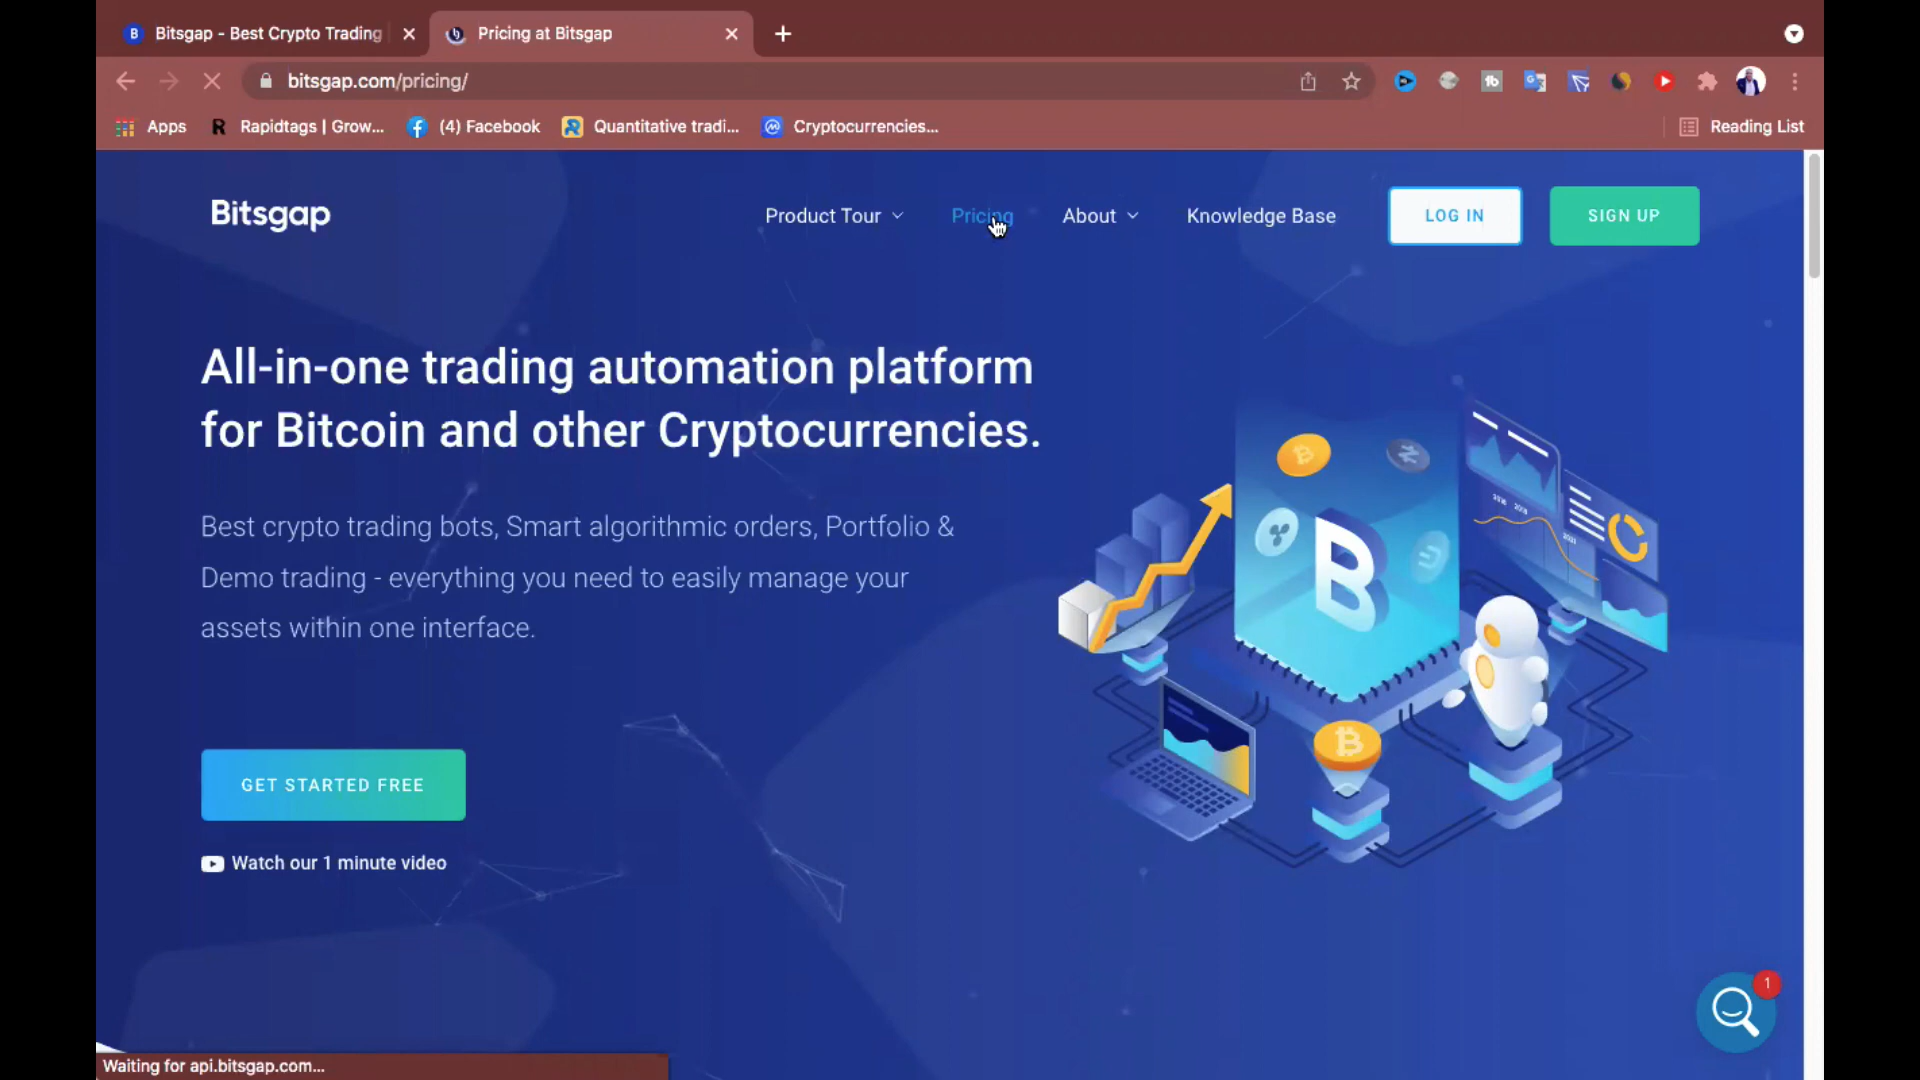 Bitsgap - Best Crypto Trading
Pricing at Bitsgap
bitsgap.com/pricing/
Apps
Rapidtags | Grow...
(4) Facebook
Quantitative tradi...
Cryptocurrencies...
Reading List
Bitsgap
Product Tour
Pricing
About
Knowledge Base
LOG IN
SIGN UP
All-in-one trading automation platform
for Bitcoin and other Cryptocurrencies.
Best crypto trading bots, Smart algorithmic orders, Portfolio &
Demo trading - everything you need to easily manage your
assets within one interface.
GET STARTED FREE
Watch our 1 minute video
1
Waiting for api.bitsgap.com...